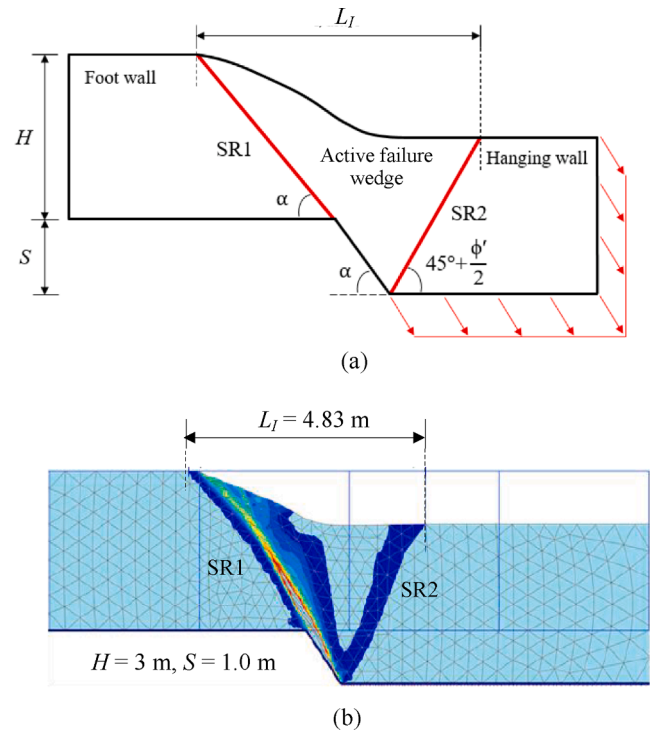 L_I
Foot wall
H
SR1
Active failure
wedge
Hanging wall
α
SR2
S
α
45°+ϕ′/2
(a)
L_I = 4.83 m
SR1
SR2
H = 3 m, S = 1.0 m
(b)